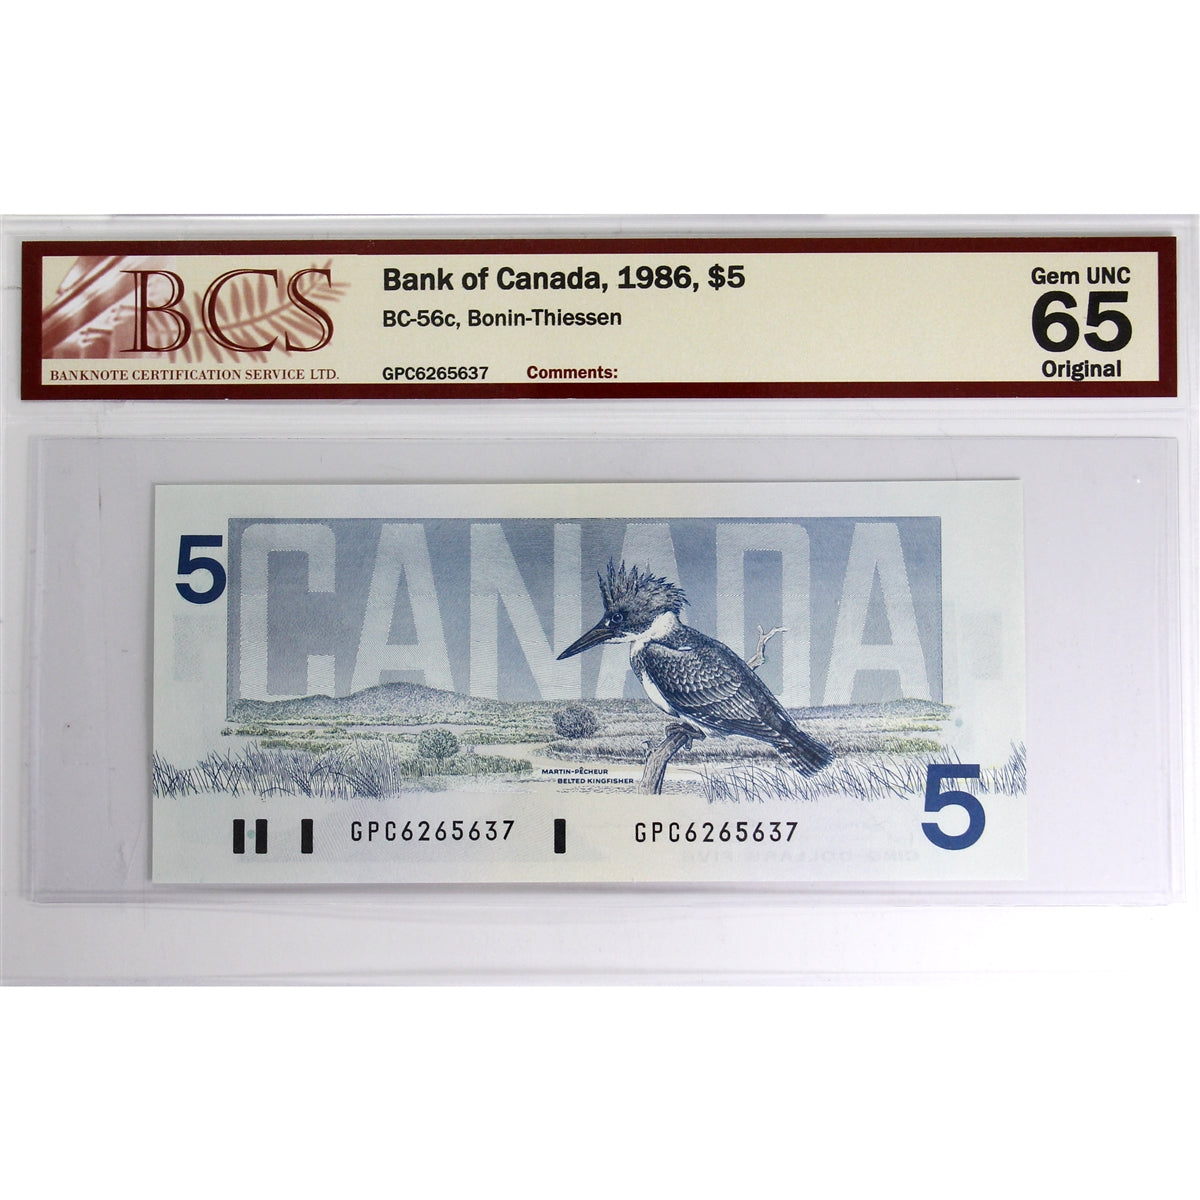 BCS
BANKNOTE CERTIFICATION SERVICE LTD.
Bank of Canada, 1986, $5
BC-56c, Bonin-Thiessen
GPC6265637 Comments:
Gem UNC
65
Original
5
CANADA
MARTIN-PÊCHEUR
BELTED KINGFISHER
GPC6265637 GPC6265637
5